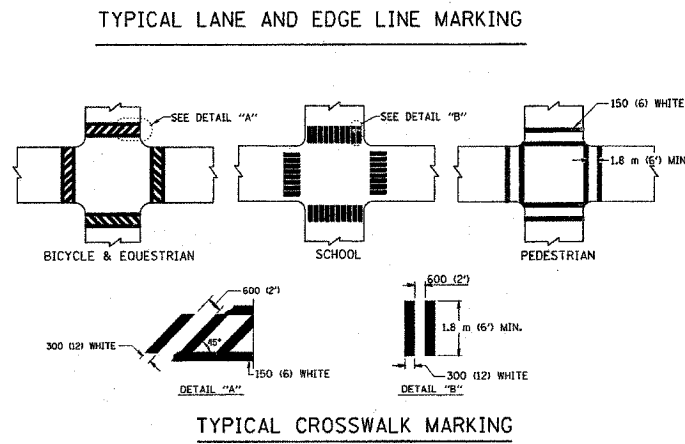 TYPICAL LANE AND EDGE LINE MARKING
150 (6) WHITE
SEE DETAIL "A"
SEE DETAIL "B"
1.8 m (6') MIN
BICYCLE & EQUESTRIAN
SCHOOL
PEDESTRIAN
600 (2')
600 (2')
45°
1.8 m (6') MIN.
300 (12) WHITE
150 (6) WHITE
300 (12) WHITE
DETAIL "A"
DETAIL "B"
TYPICAL CROSSWALK MARKING